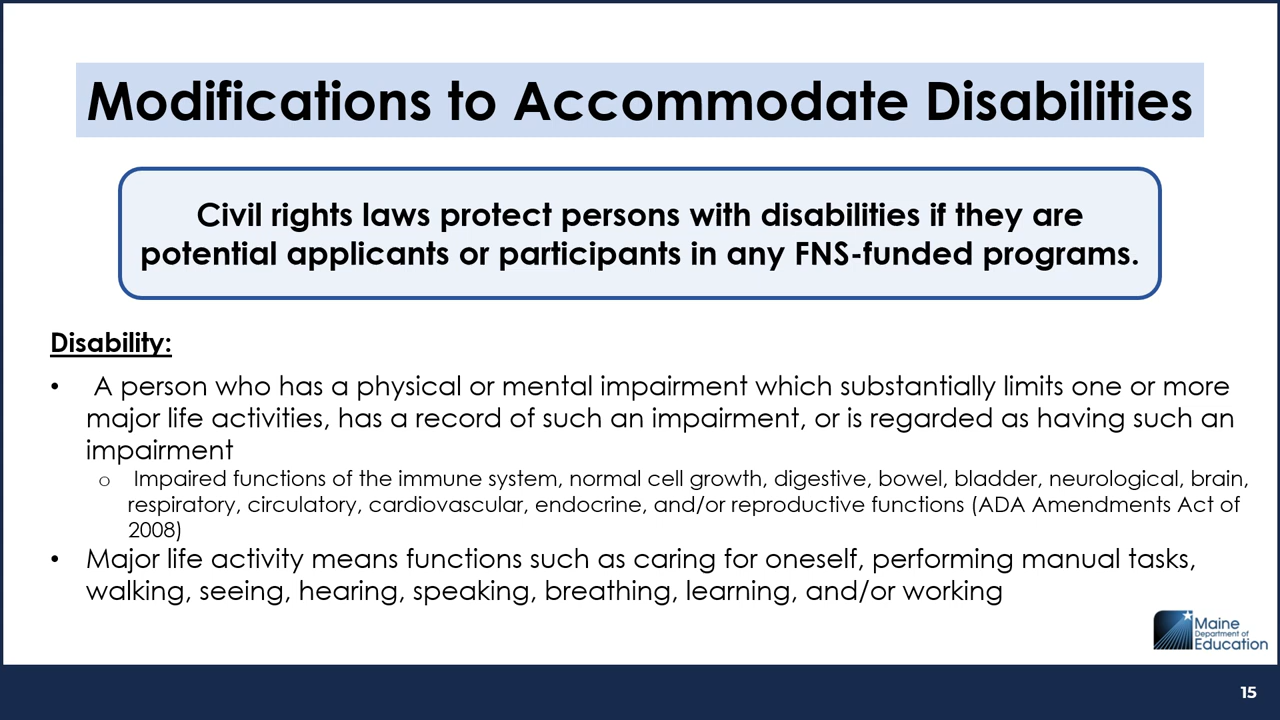 Modifications to Accommodate Disabilities
Civil rights laws protect persons with disabilities if they are
potential applicants or participants in any FNS-funded programs.
Disability:
• A person who has a physical or mental impairment which substantially limits one or more
major life activities, has a record of such an impairment, or is regarded as having such an
impairment
o Impaired functions of the immune system, normal cell growth, digestive, bowel, bladder, neurological, brain,
respiratory, circulatory, cardiovascular, endocrine, and/or reproductive functions (ADA Amendments Act of
2008)
• Major life activity means functions such as caring for oneself, performing manual tasks,
walking, seeing, hearing, speaking, breathing, learning, and/or working
Maine
Department of
Education
15